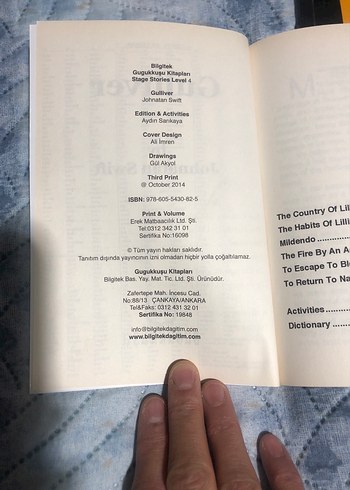 Bilgitek
Gugukkuşu Kitapları
Stage Stories Level 4
Gulliver
Johnatan Swift
Edition & Activities
Aydın Sarıkaya
Cover Design
Ali İmren
Drawings
Gül Akyol
Third Print
@ October 2014
ISBN: 978-605-5430-82-5
Print & Volume
Erek Matbaacılık Ltd. Şti.
Tel:0312 342 31 01
Sertifika No:16098
© Tüm yayın hakları saklıdır.
Tanıtım dışında yayıncının izni olmadan hiçbir yolla çoğaltılamaz.
Gugukkuşu Kitapları
Bilgitek Bas. Yay. Mat. Tic. Ltd. Şti. Ürünüdür.
Zafertepe Mah. İncesu Cad.
No:88/13 ÇANKAYA/ANKARA
Tel&Faks: 0312 431 32 01
Sertifika No: 19848
info@bilgitekdagitim.com
www.bilgitekdagitim.com
The Country Of Lill
The Habits Of Lilli
Mildendo
The Fire By An A
To Escape To Ble
To Return To Na
Activities
Dictionary